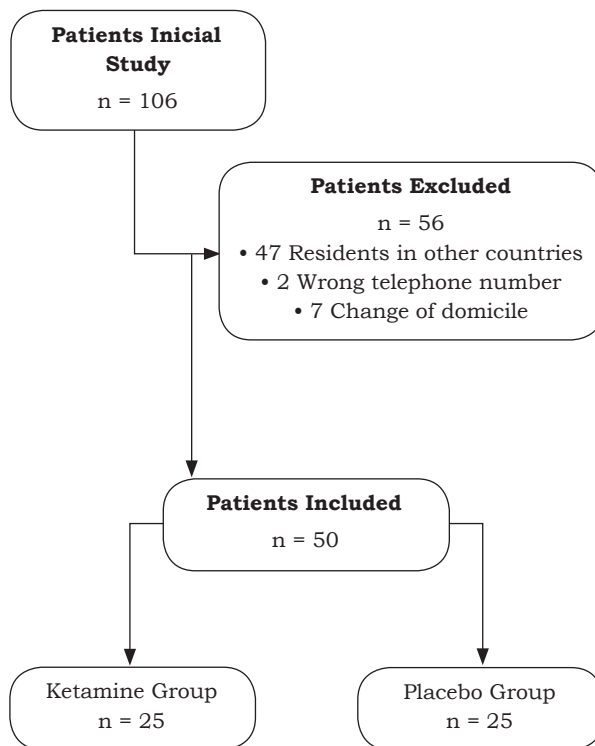 Patients Inicial
Study
n = 106
Patients Excluded
n = 56
• 47 Residents in other countries
• 2 Wrong telephone number
• 7 Change of domicile
Patients Included
n = 50
Ketamine Group
n = 25
Placebo Group
n = 25